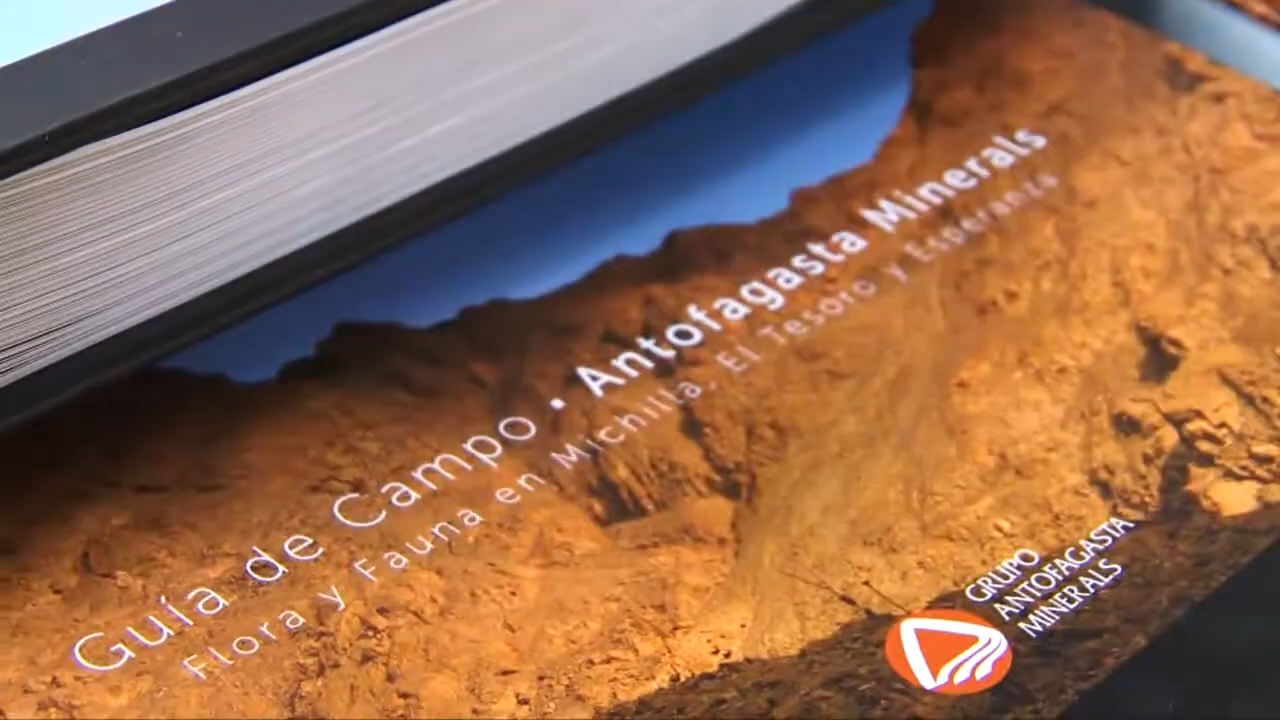 Guía de Campo • Antofagasta Minerals
Flora y Fauna en Michilla, El Tesoro y Esperanza
GRUPO
ANTOFAGASTA
MINERALS